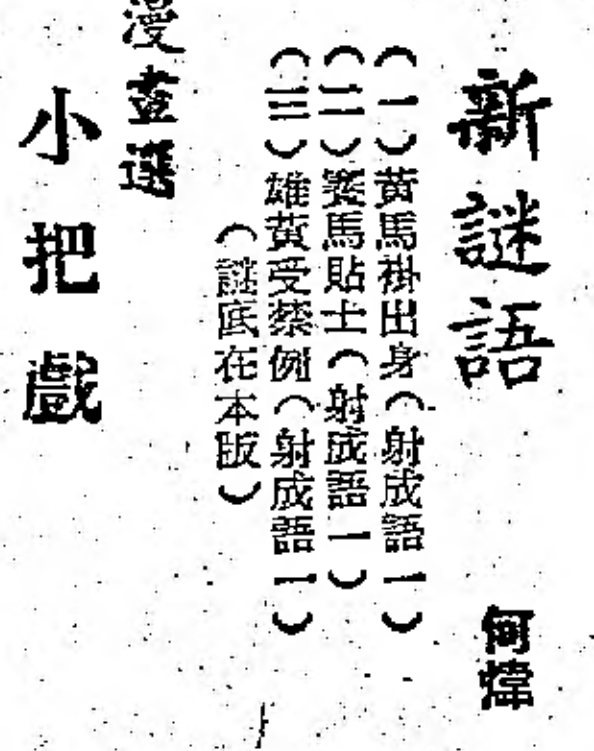 新謎語
何煒
（一）黃馬褂出身（射成語一）
（二）賽馬貼士（射成語一）
（三）雄黃受禁例（射成語一）
（謎底在本版）
漫畫選
小把戲